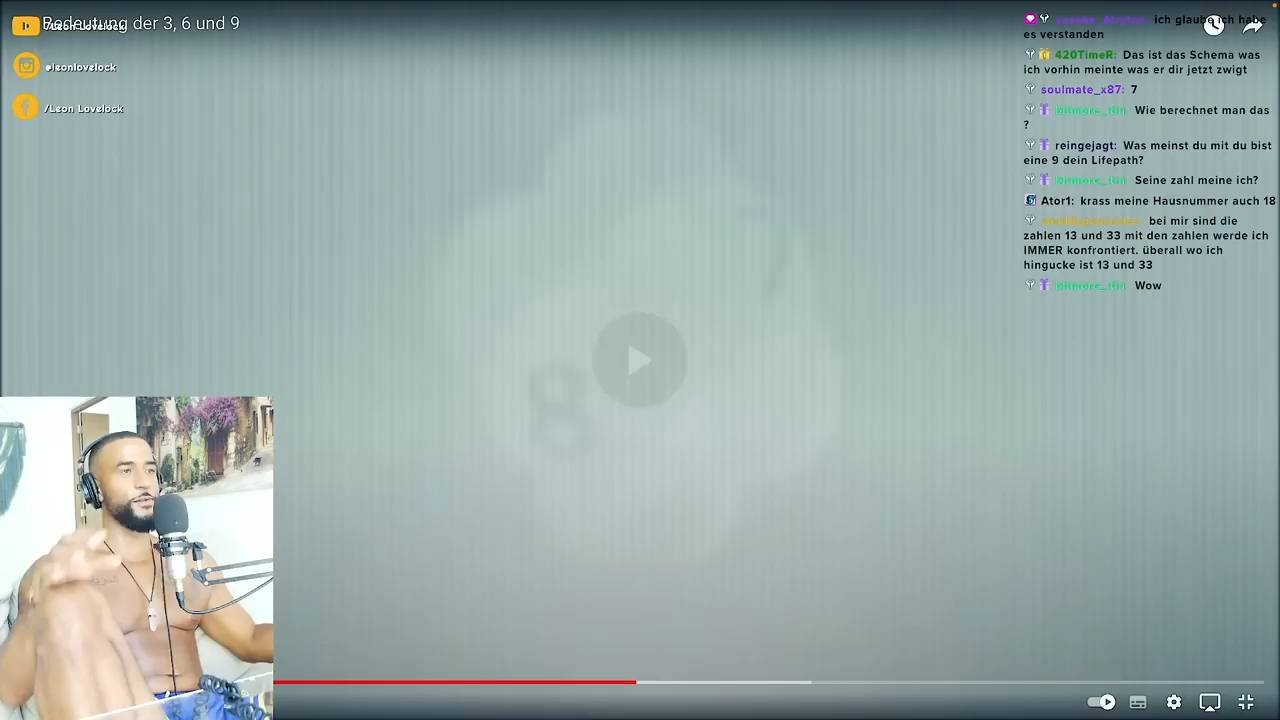 Bedeutung der 3, 6 und 9
/Leon Lovelock
@leonlovelock
/Leon Lovelock
ich glaube ich habe
es verstanden
420TimeR: Das ist das Schema was
ich vorhin meinte was er dir jetzt zwigt
soulmate_x87: 7
Wie berechnet man das
?
reingejagt: Was meinst du mit du bist
eine 9 dein Lifepath?
Seine zahl meine ich?
Ator1: krass meine Hausnummer auch 18
bei mir sind die
zahlen 13 und 33 mit den zahlen werde ich
IMMER konfrontiert. überall wo ich
hingucke ist 13 und 33
Wow
8